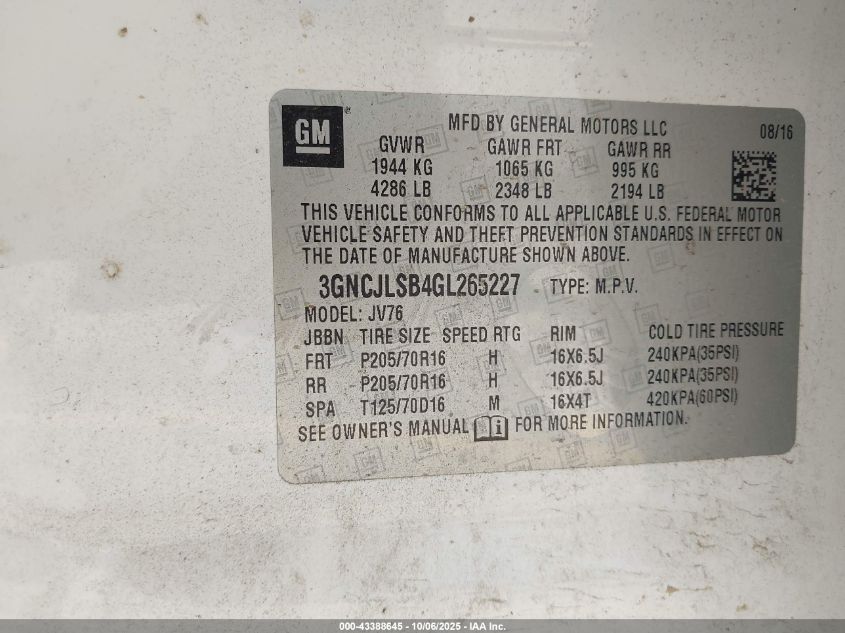 GM
MFD BY GENERAL MOTORS LLC 08/16
GVWR GAWR FRT GAWR RR
1944 KG 1065 KG 995 KG
4286 LB 2348 LB 2194 LB
THIS VEHICLE CONFORMS TO ALL APPLICABLE U.S. FEDERAL MOTOR
VEHICLE SAFETY AND THEFT PREVENTION STANDARDS IN EFFECT ON
THE DATE OF MANUFACTURE SHOWN ABOVE.
3GNCJLSB4GL265227 TYPE: M.P.V.
MODEL: JV76
JBBN TIRE SIZE SPEED RTG RIM COLD TIRE PRESSURE
FRT P205/70R16 H 16X6.5J 240KPA(35PSI)
RR P205/70R16 H 16X6.5J 240KPA(35PSI)
SPA T125/70D16 M 16X4T 420KPA(60PSI)
SEE OWNER'S MANUAL FOR MORE INFORMATION.
000-43388645 - 10/06/2025 - IAA Inc.